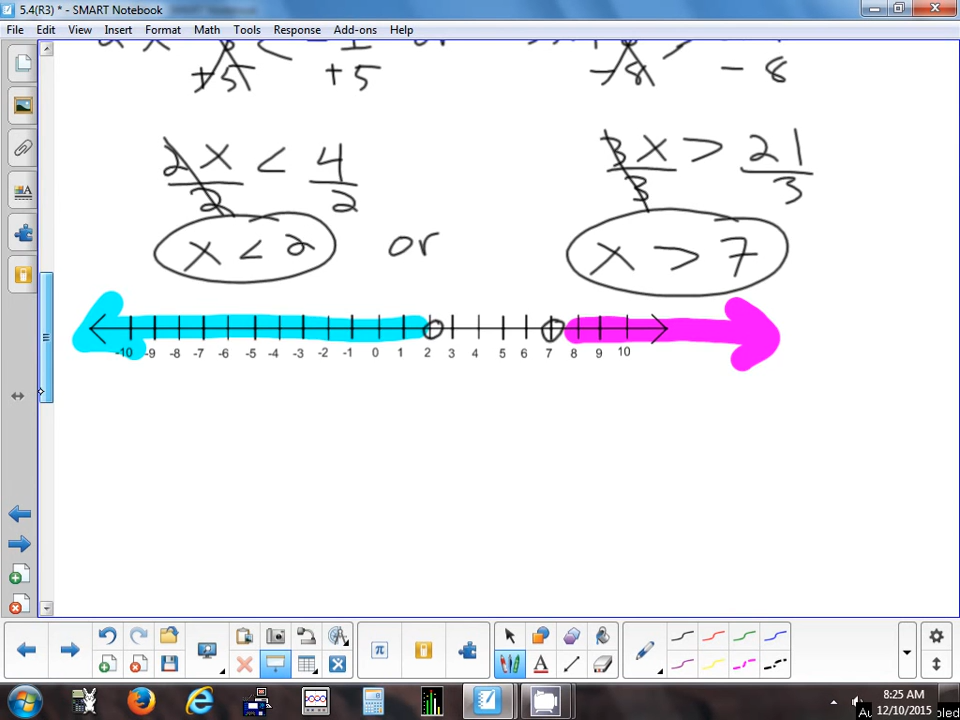 5.4(R3) * - SMART Notebook
File Edit View Insert Format Math Tools Response Add-ons Help
+5 +5 -8 - 8
2x < 4 3x > 21
2 2 3 3
x < 2 or x > 7
-10 -9 -8 -7 -6 -5 -4 -3 -2 -1 0 1 2 3 4 5 6 7 8 9 10
8:25 AM
12/10/2015